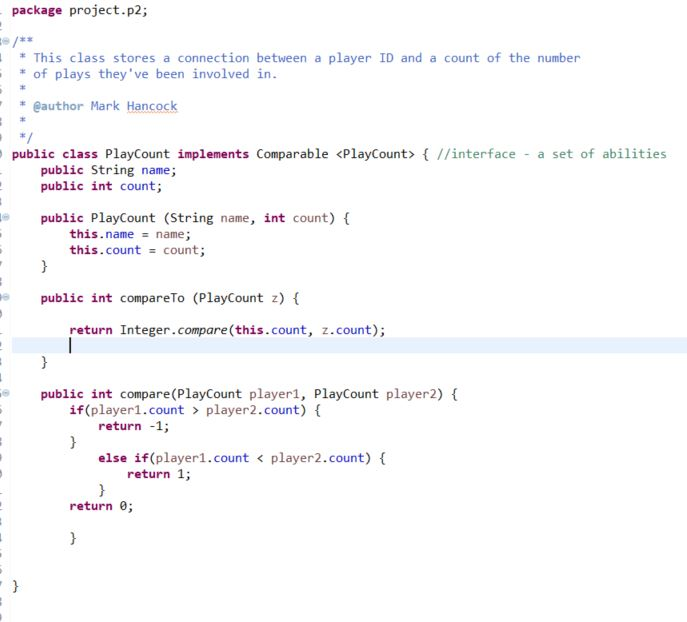 package project.p2;
/**
 * This class stores a connection between a player ID and a count of the number
 * of plays they've been involved in.
 *
 * @author Mark Hancock
 *
 */
public class PlayCount implements Comparable <PlayCount> { //interface - a set of abilities
    public String name;
    public int count;

    public PlayCount (String name, int count) {
        this.name = name;
        this.count = count;
    }

    public int compareTo (PlayCount z) {

        return Integer.compare(this.count, z.count);

    }

    public int compare(PlayCount player1, PlayCount player2) {
        if(player1.count > player2.count) {
            return -1;
        }
            else if(player1.count < player2.count) {
                return 1;
            }
        return 0;

        }


}